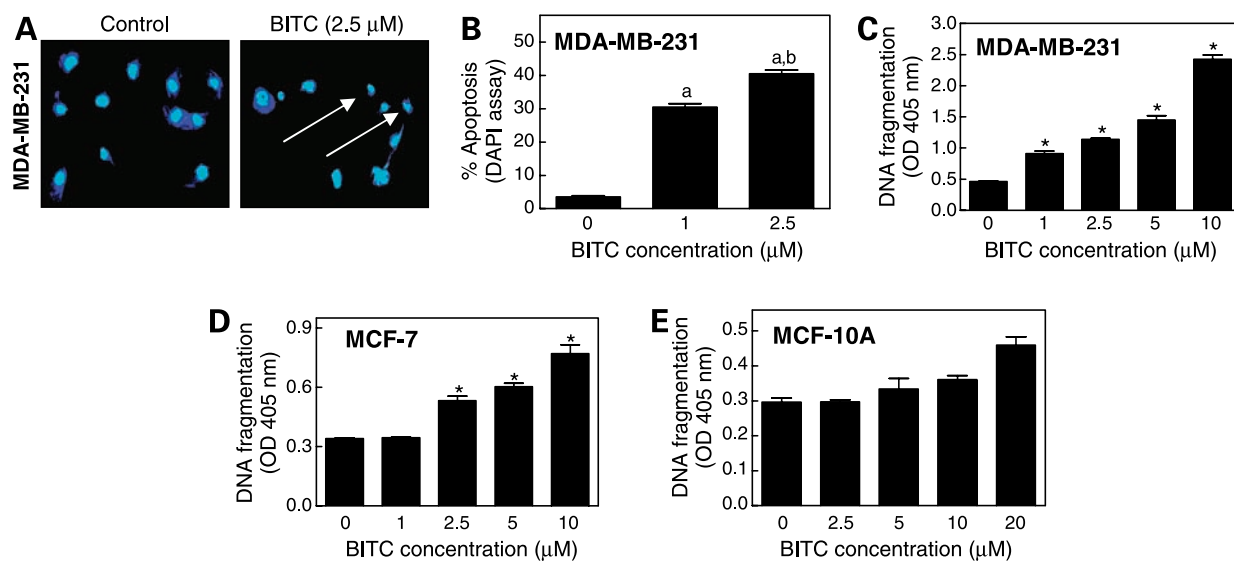 A
Control
BITC (2.5 μM)
MDA-MB-231
B
MDA-MB-231
% Apoptosis
(DAPI assay)
50
40
30
20
10
0
a
a,b
0 1 2.5
BITC concentration (μM)
C
MDA-MB-231
DNA fragmentation
(OD 405 nm)
3.0
2.5
2.0
1.5
1.0
0.5
0.0
* * * *
0 1 2.5 5 10
BITC concentration (μM)
D
MCF-7
DNA fragmentation
(OD 405 nm)
0.9
0.6
0.3
0.0
* * *
0 1 2.5 5 10
BITC concentration (μM)
E
MCF-10A
DNA fragmentation
(OD 405 nm)
0.5
0.4
0.3
0.2
0.1
0.0
0 2.5 5 10 20
BITC concentration (μM)